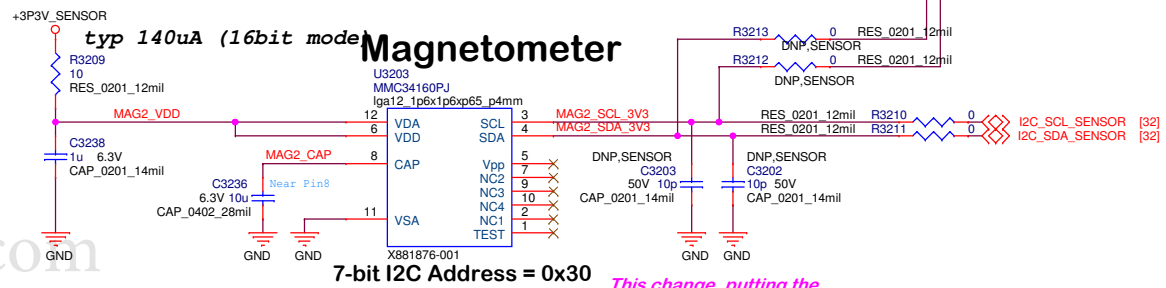 +3P3V_SENSOR
typ 140uA (16bit mode)
Magnetometer
R3209
10
RES_0201_12mil
MAG2_VDD
C3238
1u 6.3V
CAP_0201_14mil
GND
MAG2_CAP
C3236
6.3V 10u
CAP_0402_28mil
Near Pin8
GND
GND
U3203
MMC34160PJ
lga12_1p6x1p6xp65_p4mm
12 VDA
6 VDD
8 CAP
11 VSA
SCL 3
SDA 4
Vpp 5
NC2 7
NC3 9
NC4 10
NC1 2
TEST 1
X881876-001
7-bit I2C Address = 0x30
MAG2_SCL_3V3
MAG2_SDA_3V3
R3213 0 RES_0201_12mil
DNP,SENSOR
R3212 0 RES_0201_12mil
DNP,SENSOR
RES_0201_12mil R3210 0
RES_0201_12mil R3211 0
I2C_SCL_SENSOR [32]
I2C_SDA_SENSOR [32]
DNP,SENSOR
C3203
50V 10p
CAP_0201_14mil
GND
DNP,SENSOR
C3202
10p 50V
CAP_0201_14mil
GND
This change, putting the
com